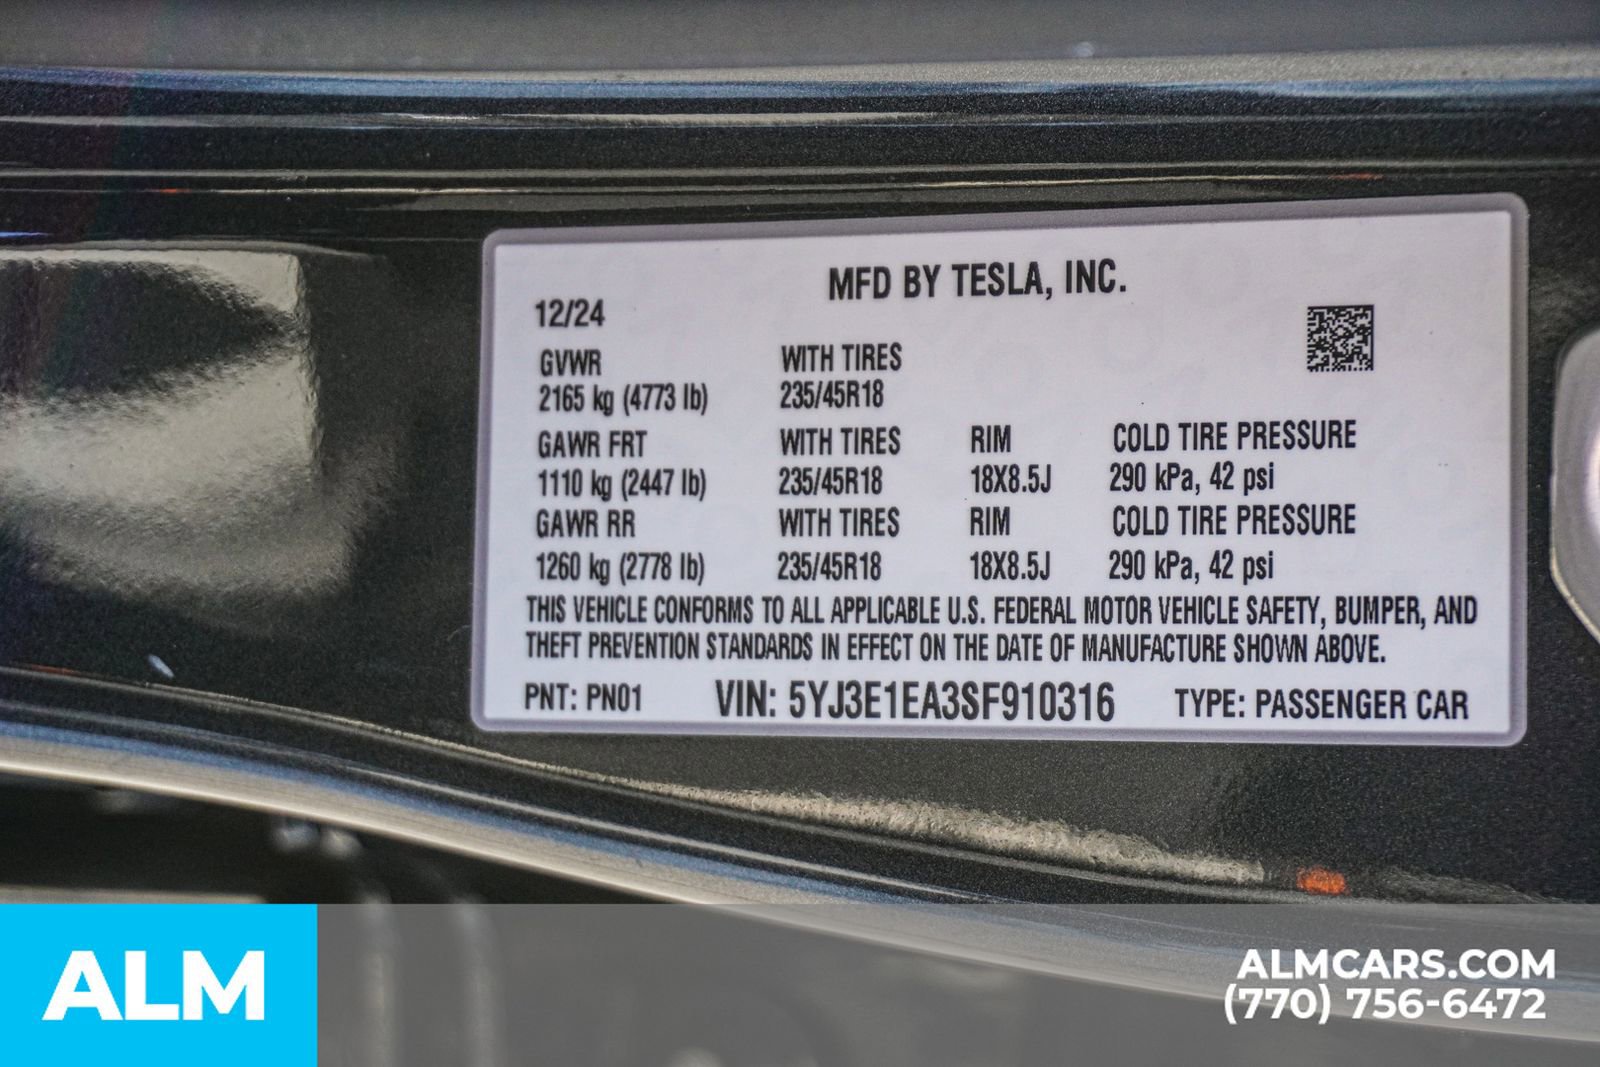 MFD BY TESLA, INC.
12/24
GVWR WITH TIRES
2165 kg (4773 lb) 235/45R18
GAWR FRT WITH TIRES RIM COLD TIRE PRESSURE
1110 kg (2447 lb) 235/45R18 18X8.5J 290 kPa, 42 psi
GAWR RR WITH TIRES RIM COLD TIRE PRESSURE
1260 kg (2778 lb) 235/45R18 18X8.5J 290 kPa, 42 psi
THIS VEHICLE CONFORMS TO ALL APPLICABLE U.S. FEDERAL MOTOR VEHICLE SAFETY, BUMPER, AND
THEFT PREVENTION STANDARDS IN EFFECT ON THE DATE OF MANUFACTURE SHOWN ABOVE.
PNT: PN01 VIN: 5YJ3E1EA3SF910316 TYPE: PASSENGER CAR
ALM
ALMCARS.COM
(770) 756-6472